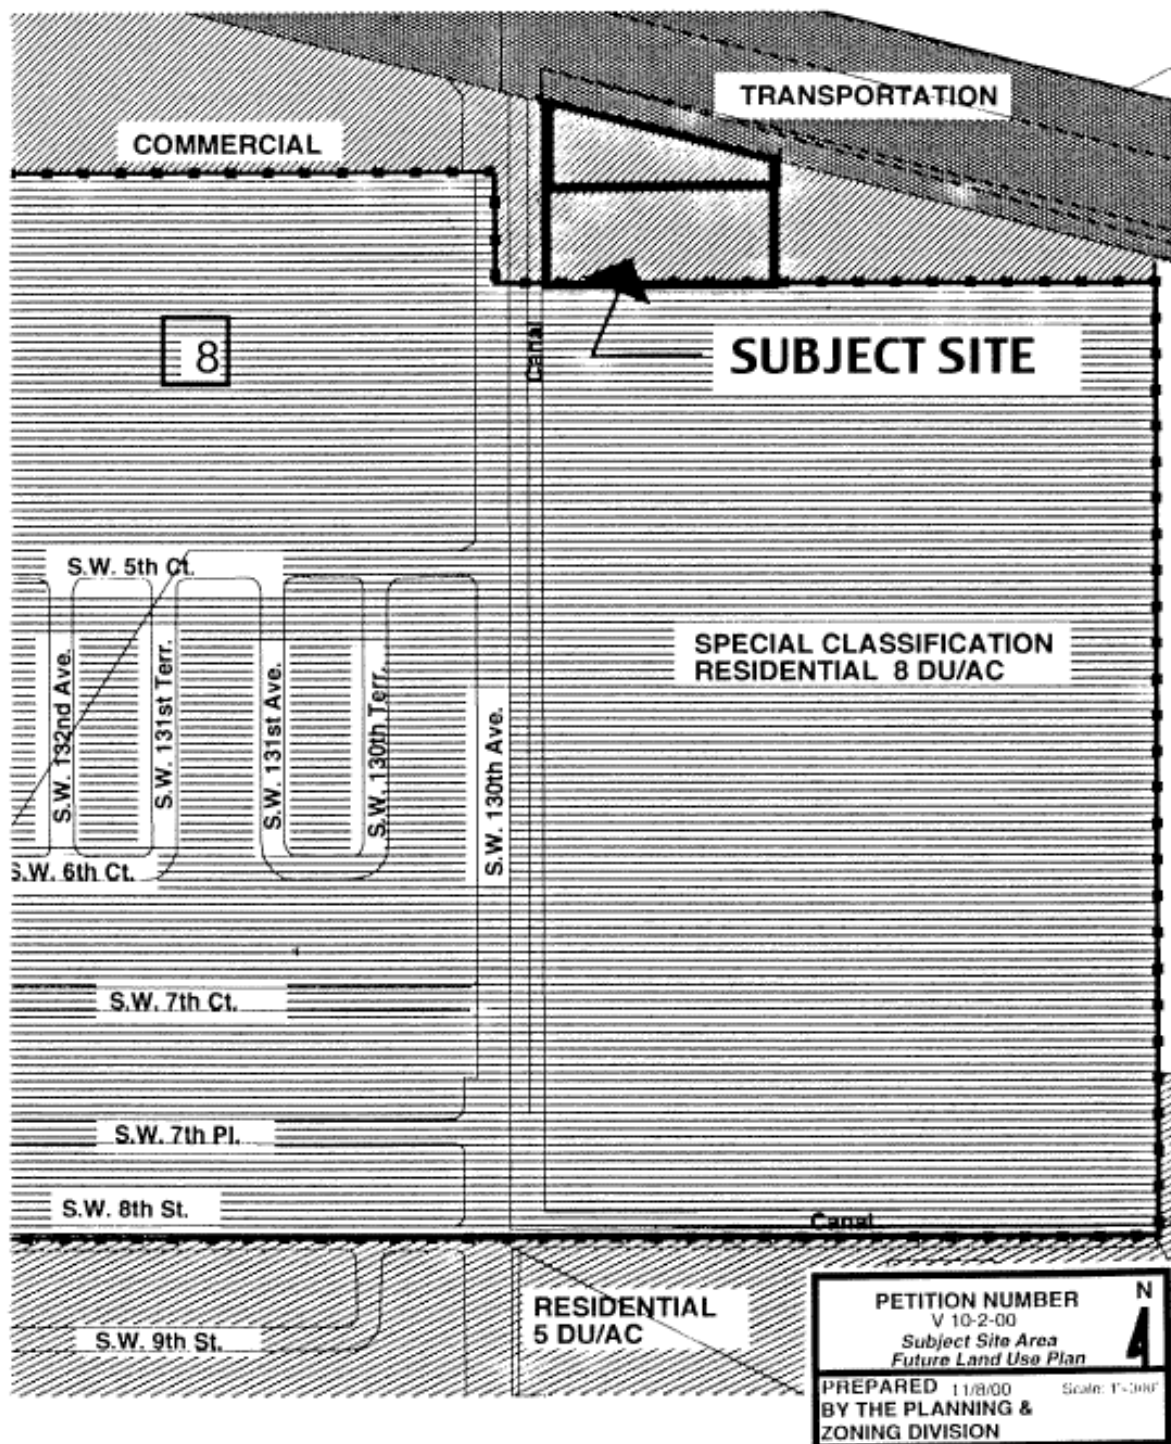 TRANSPORTATION
COMMERCIAL
8
Canal
SUBJECT SITE
S.W. 5th Ct.
SPECIAL CLASSIFICATION
RESIDENTIAL 8 DU/AC
S.W. 132nd Ave.
S.W. 131st Terr.
S.W. 131st Ave.
S.W. 130th Terr.
S.W. 130th Ave.
S.W. 6th Ct.
S.W. 7th Ct.
S.W. 7th Pl.
S.W. 8th St.
Canal
RESIDENTIAL
5 DU/AC
S.W. 9th St.
N
PETITION NUMBER
V 10-2-00
Subject Site Area
Future Land Use Plan
PREPARED 11/8/00 Scale: 1"=300'
BY THE PLANNING &
ZONING DIVISION